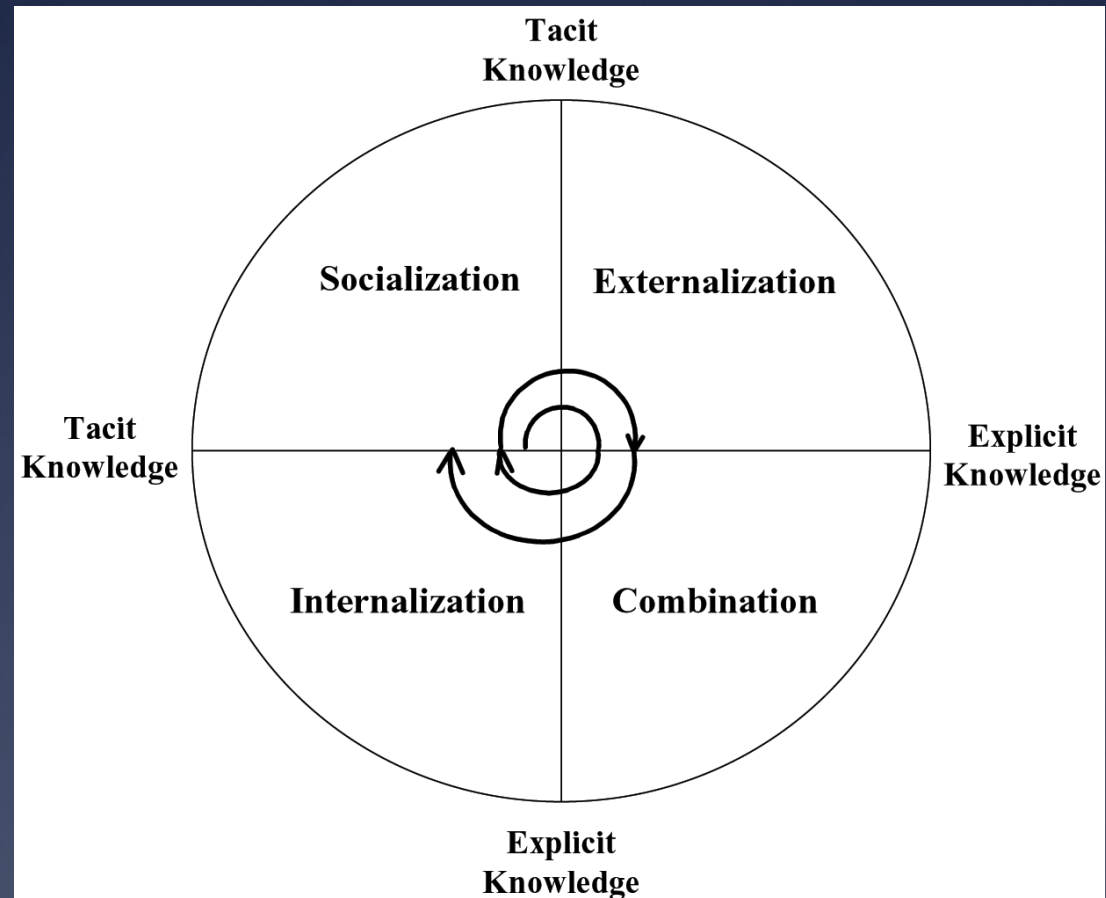 Tacit
Knowledge
Socialization
Externalization
Tacit
Knowledge
Explicit
Knowledge
Internalization
Combination
Explicit
Knowledge